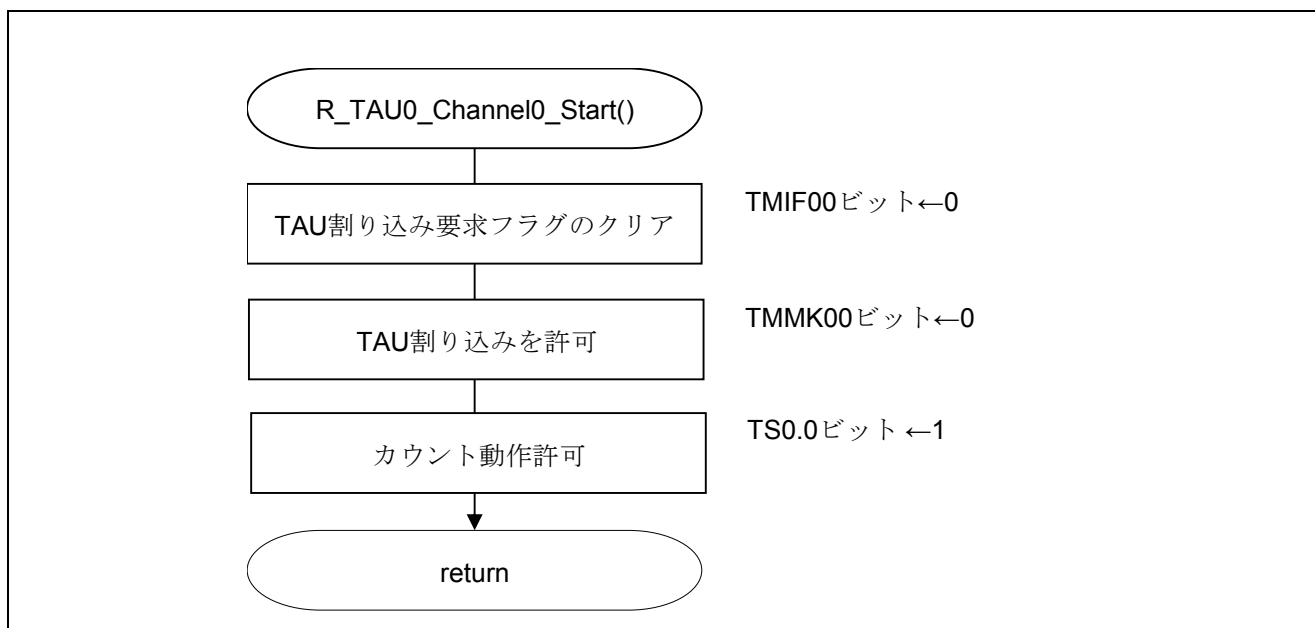 R_TAU0_Channel0_Start()
TAU割り込み要求フラグのクリア
TMIF00ビット←0
TAU割り込みを許可
TMMK00ビット←0
カウント動作許可
TS0.0ビット ←1
return